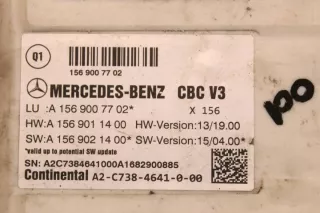 Q1
156 900 77 02
MERCEDES-BENZ CBC V3
LU : A 156 900 77 02* X 156
HW: A 156 901 14 00 HW-Version: 13/19.00
SW: A 156 902 14 00* SW-Version: 15/04.00*
*valid up to potential SW update
SN: A2C7384641000A1682900885
Continental A2-C738-4641-0-00